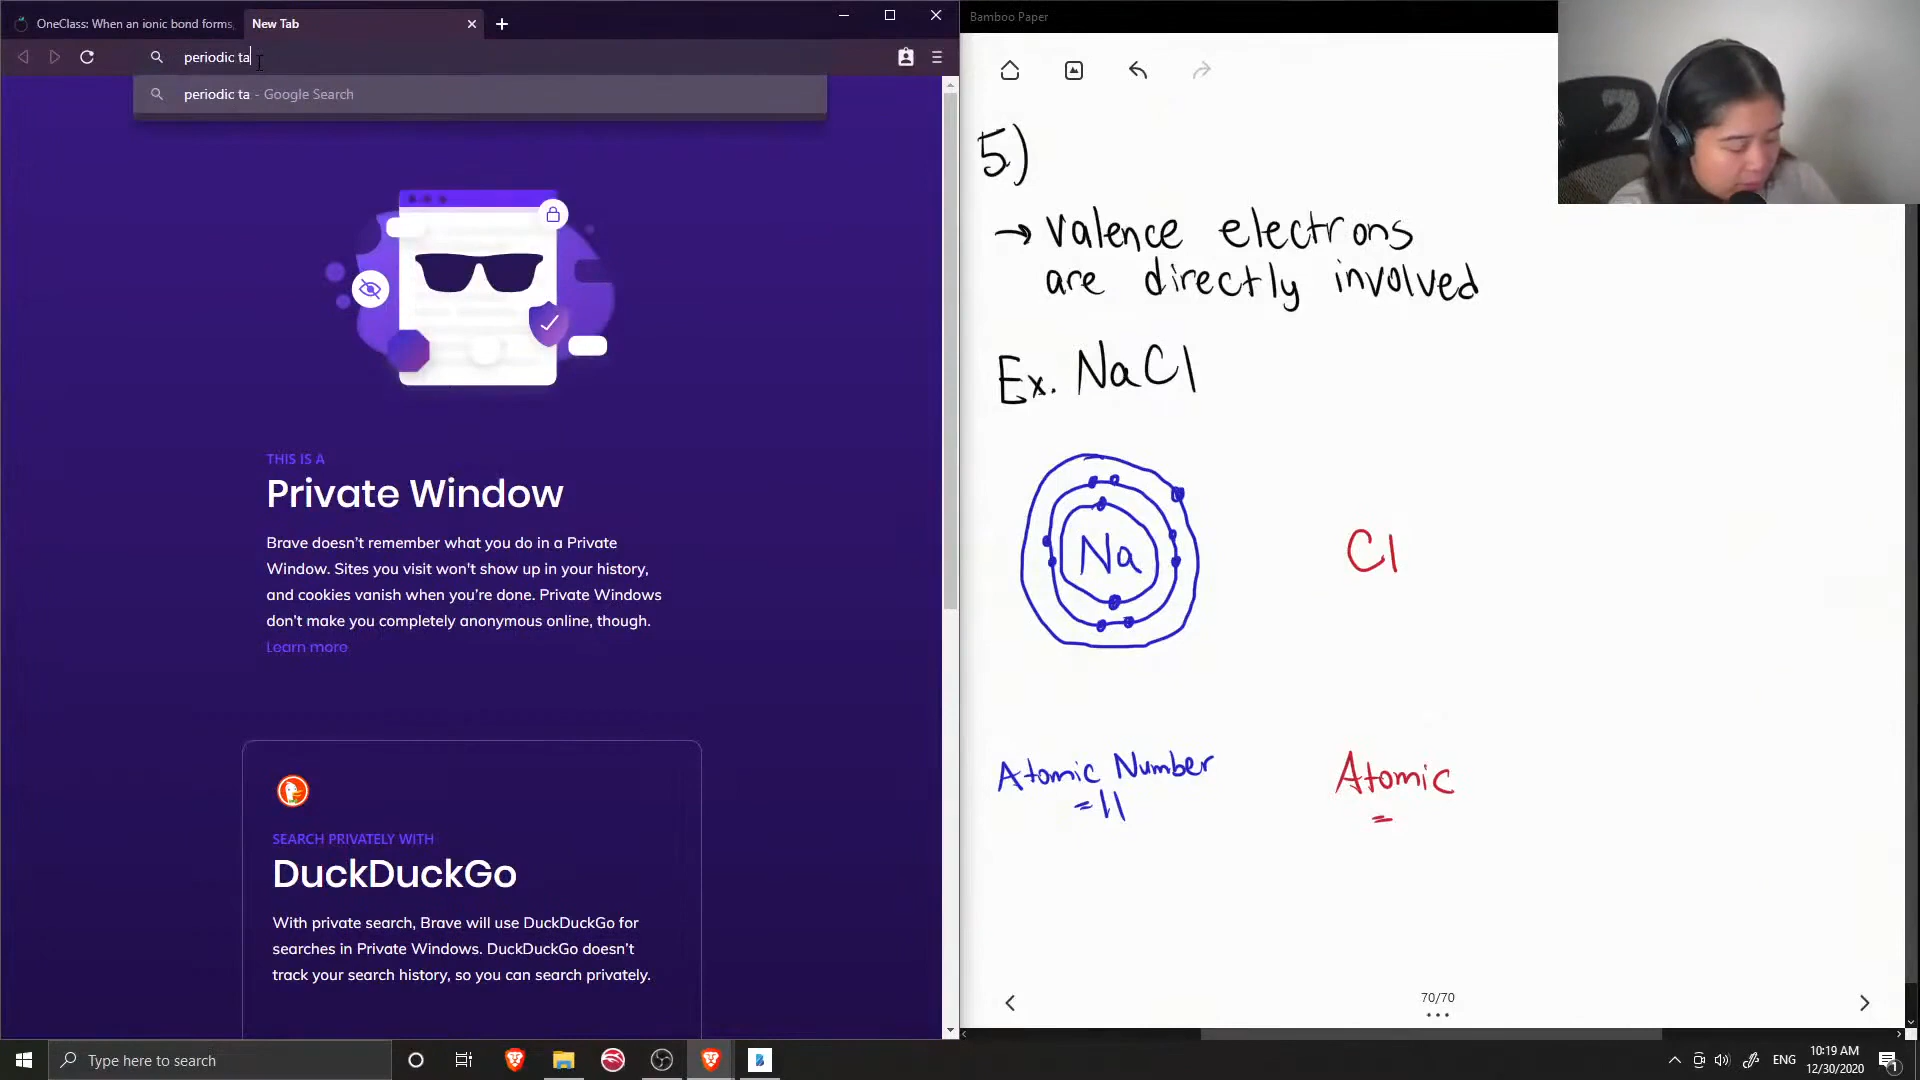 OneClass: When an ionic bond forms,
New Tab
periodic ta
periodic ta - Google Search
THIS IS A
Private Window
Brave doesn't remember what you do in a Private
Window. Sites you visit won't show up in your history,
and cookies vanish when you're done. Private Windows
don't make you completely anonymous online, though.
Learn more
SEARCH PRIVATELY WITH
DuckDuckGo
With private search, Brave will use DuckDuckGo for
searches in Private Windows. DuckDuckGo doesn't
track your search history, so you can search privately.
Bamboo Paper
5)
→ valence electrons
are directly involved
Ex. NaCl
Na
Cl
Atomic Number
=11
Atomic
=
70/70
Type here to search
ENG
10:19 AM
12/30/2020
1